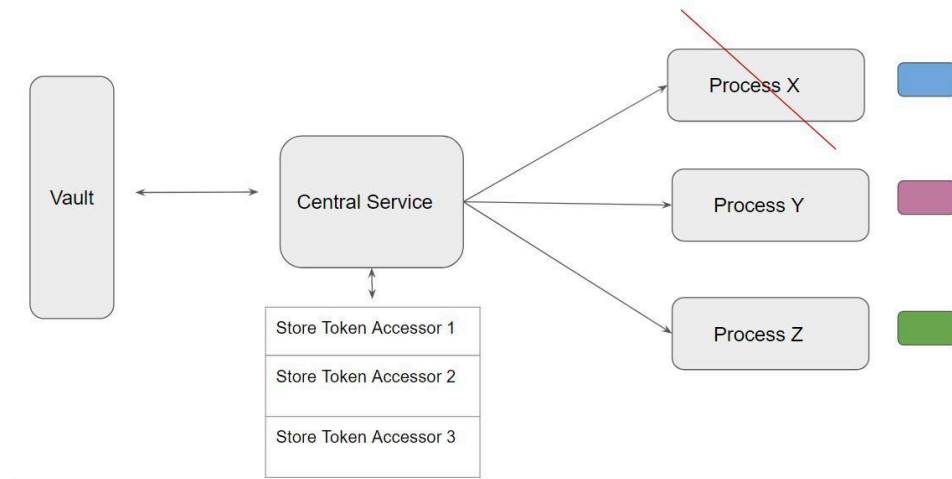 Process X
Vault
Central Service
Process Y
Store Token Accessor 1
Process Z
Store Token Accessor 2
Store Token Accessor 3